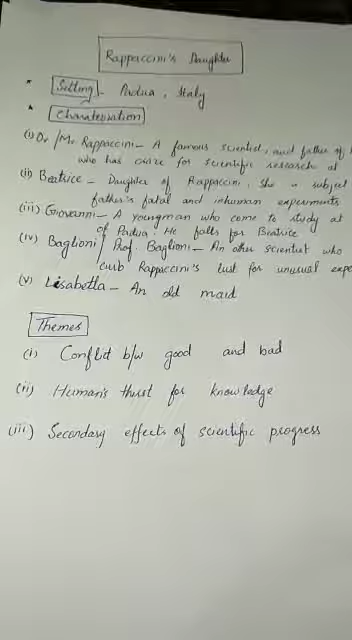 Rappaccini's Daughter
* Setting - Padua, Italy
* Charaterization
(i) Dr/Mr Rappaccini - A famous scientist, and father of
who has craze for scientific research at
(ii) Beatrice - Daughter of Rappaccini. She is subject
father's fatal and inhuman experiments
(iii) Giovanni - A youngman who come to study at
of Padua. He falls for Beatrice
(iv) Baglioni / Prof. Baglioni - An other scientist who
curb Rappaccini's lust for unusual expe
(v) Lisabetta - An old maid
Themes
(i) Conflict b/w good and bad
(ii) Human's thirst for knowledge
(iii) Secondary effects of scientific progress